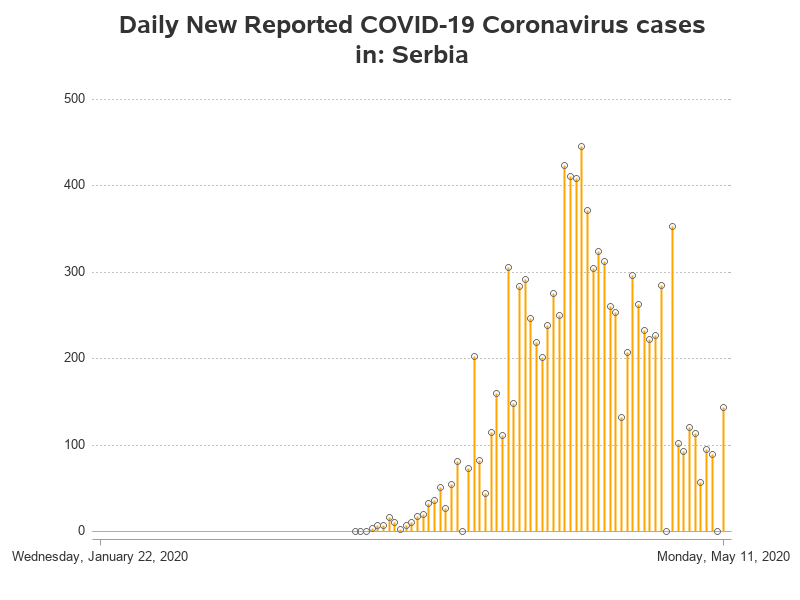 Daily New Reported COVID-19 Coronavirus cases
in: Serbia
500
400
300
200
100
0
Wednesday, January 22, 2020
Monday, May 11, 2020